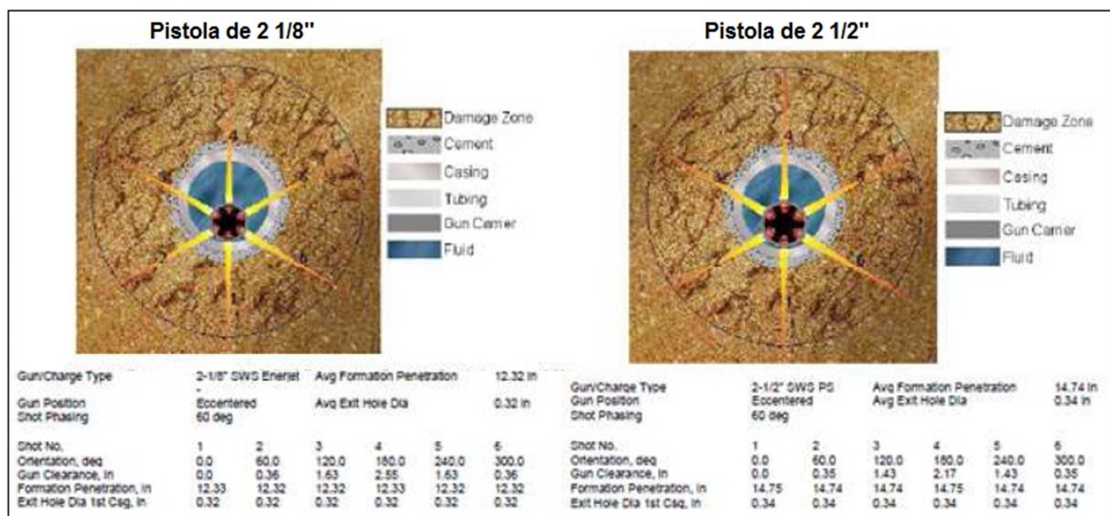 Pistola de 2 1/8"
Damage Zone
Cement
Casing
Tubing
Gun Carrier
Fluid
4
2
6
Gun/Charge Type 2-1/8" SWS Enerjet Avg Formation Penetration 12.32 in
-
Gun Position Eccentered Avg Exit Hole Dia 0.32 in
Shot Phasing 60 deg
Shot No. 1 2 3 4 5 6
Orientation, deg 0.0 60.0 120.0 180.0 240.0 300.0
Gun Clearance, in 0.0 0.36 1.63 2.55 1.63 0.36
Formation Penetration, in 12.33 12.32 12.32 12.33 12.32 12.32
Exit Hole Dia 1st Csg, in 0.32 0.32 0.32 0.32 0.32 0.32
Pistola de 2 1/2"
Damage Zone
Cement
Casing
Tubing
Gun Carrier
Fluid
4
2
6
Gun/Charge Type 2-1/2" SWS PS Avg Formation Penetration 14.74 in
Gun Position Eccentered Avg Exit Hole Dia 0.34 in
Shot Phasing 60 deg
Shot No. 1 2 3 4 5 6
Orientation, deg 0.0 60.0 120.0 180.0 240.0 300.0
Gun Clearance, in 0.0 0.35 1.43 2.17 1.43 0.35
Formation Penetration, in 14.75 14.74 14.74 14.75 14.74 14.74
Exit Hole Dia 1st Csg, in 0.34 0.34 0.34 0.34 0.34 0.34